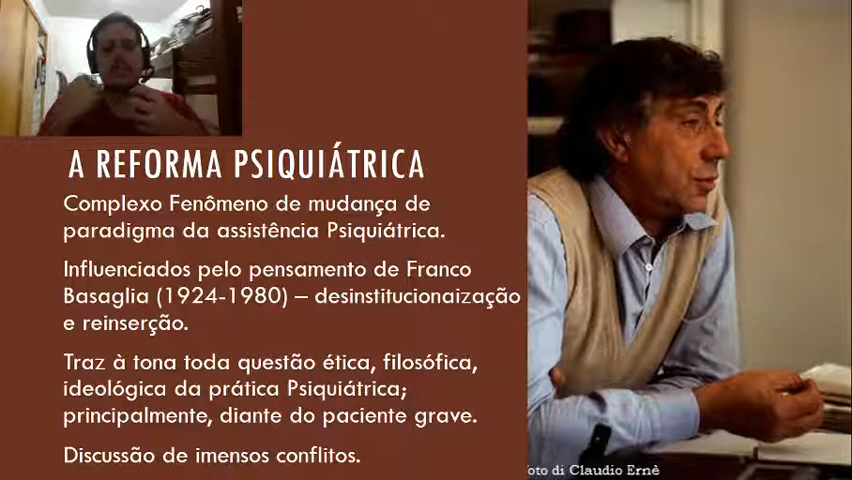 A REFORMA PSIQUIÁTRICA
Complexo Fenômeno de mudança de
paradigma da assistência Psiquiátrica.
Influenciados pelo pensamento de Franco
Basaglia (1924-1980) – desinstitucionaização
e reinserção.
Traz à tona toda questão ética, filosófica,
ideológica da prática Psiquiátrica;
principalmente, diante do paciente grave.
Discussão de imensos conflitos.
oto di Claudio Ernè